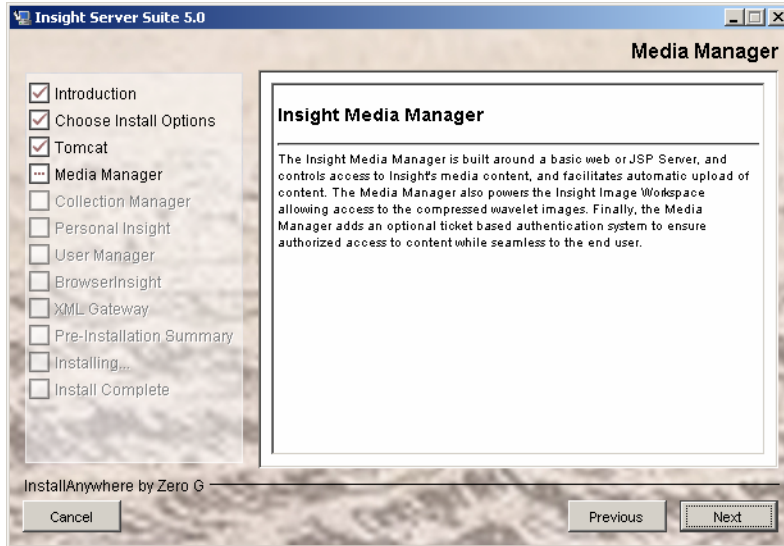 Insight Server Suite 5.0
Media Manager
Introduction
Choose Install Options
Tomcat
Media Manager
Collection Manager
Personal Insight
User Manager
BrowserInsight
XML Gateway
Pre-Installation Summary
Installing...
Install Complete
Insight Media Manager
The Insight Media Manager is built around a basic web or JSP Server, and
controls access to Insight's media content, and facilitates automatic upload of
content. The Media Manager also powers the Insight Image Workspace
allowing access to the compressed wavelet images. Finally, the Media
Manager adds an optional ticket based authentication system to ensure
authorized access to content while seamless to the end user.
InstallAnywhere by Zero G
Cancel
Previous
Next